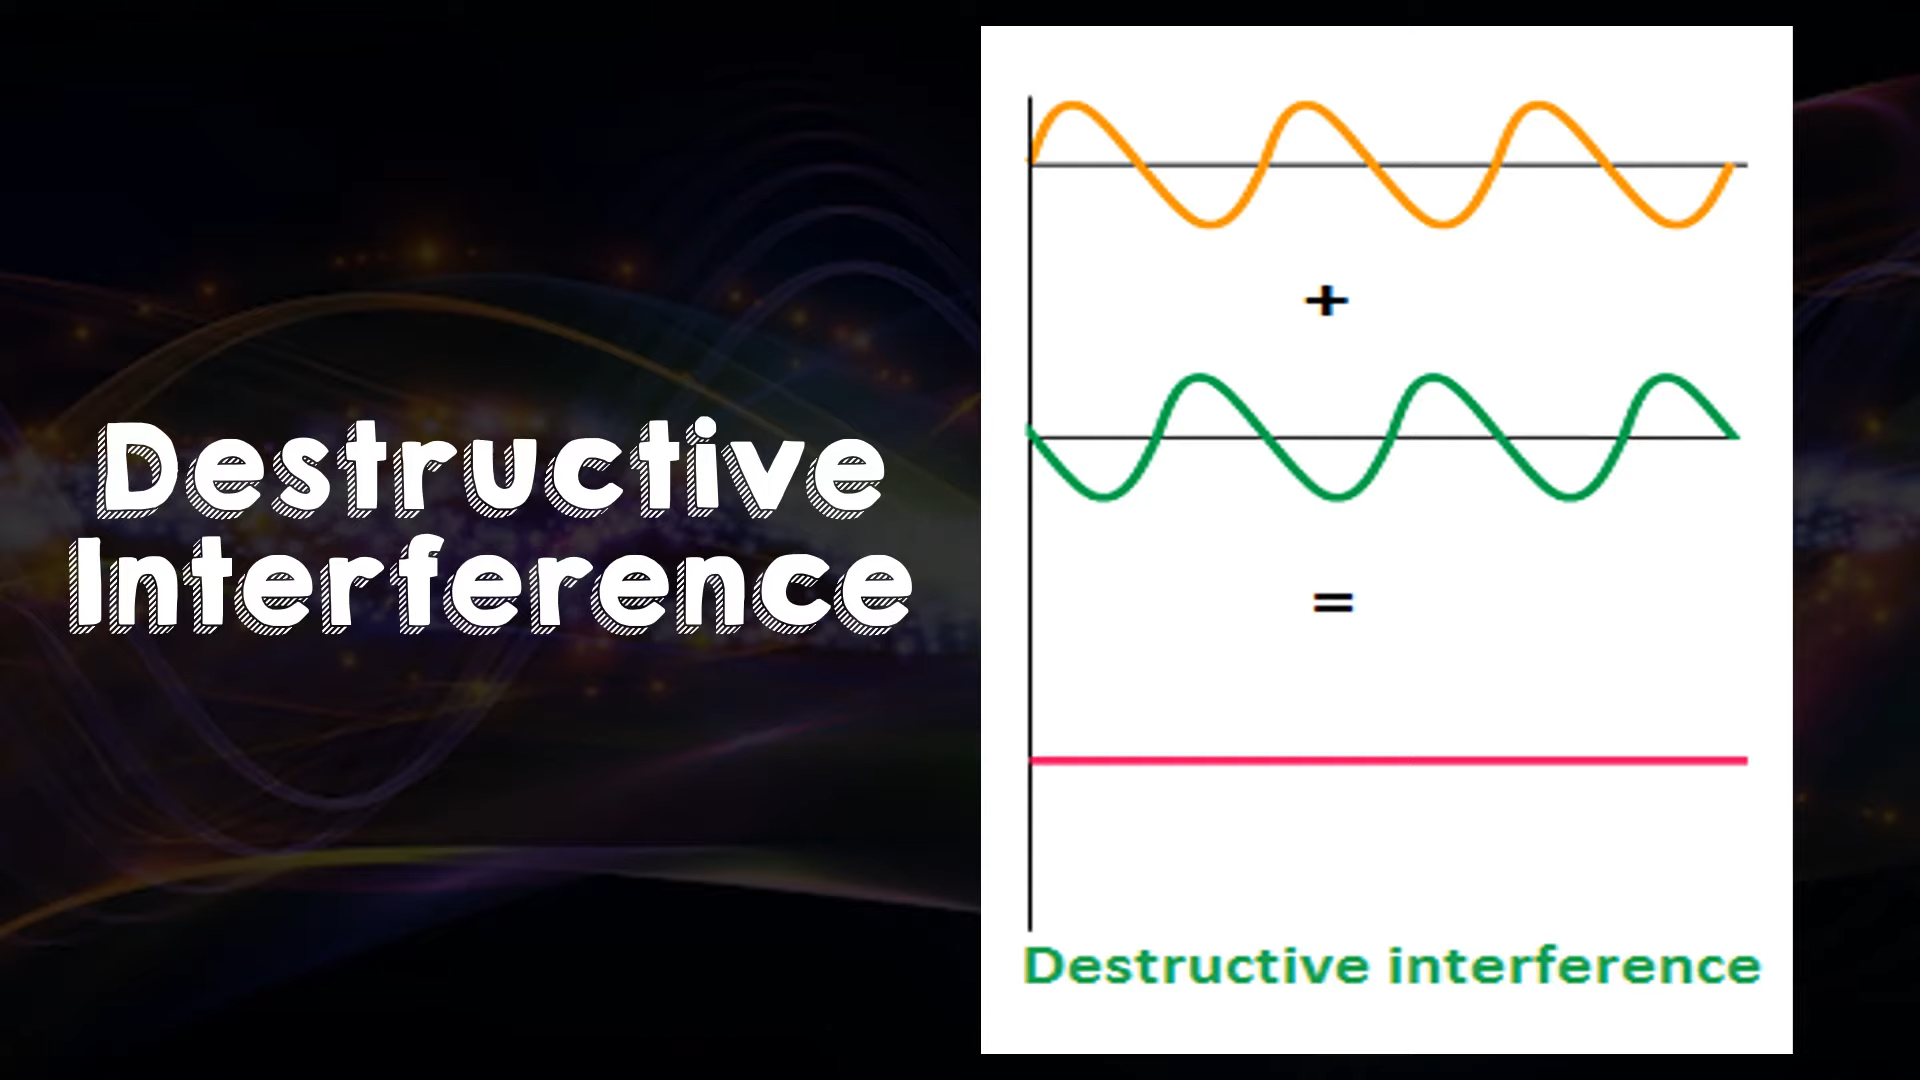 Destructive
Interference
+
=
Destructive interference